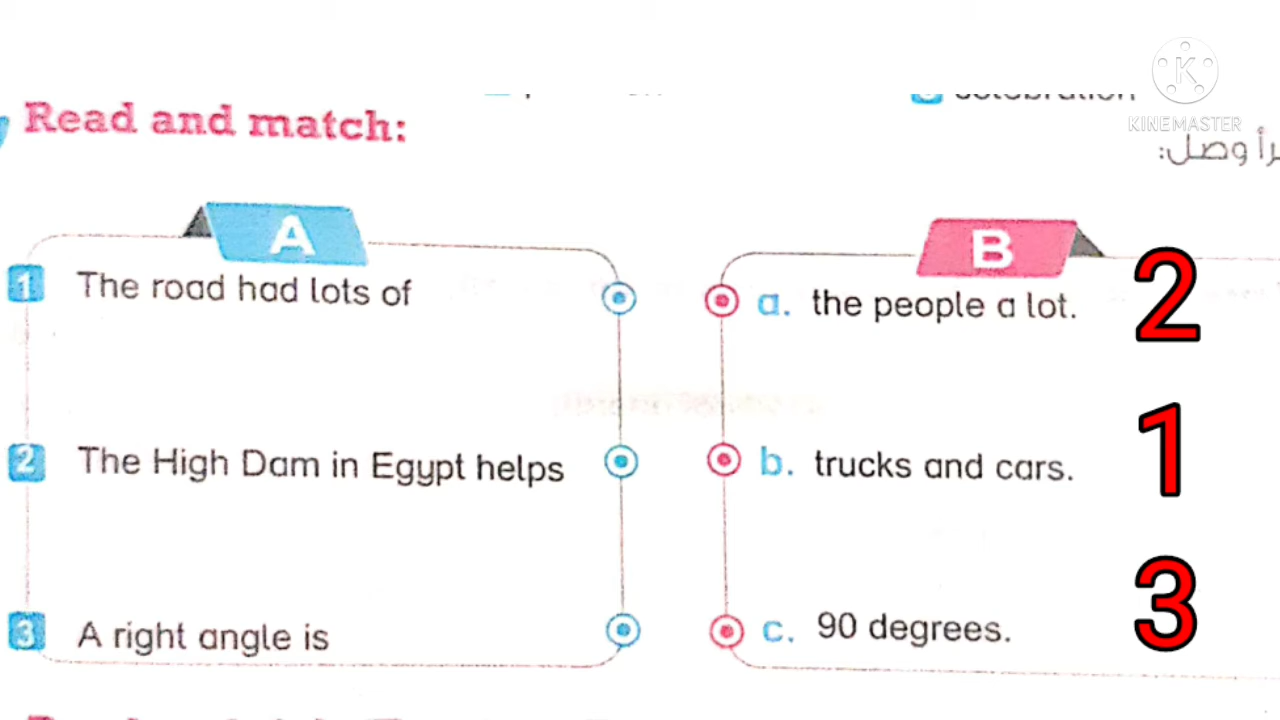 Read and match:
KINEMASTER
وصل:
A
B
1 The road had lots of
a. the people a lot.
2
2 The High Dam in Egypt helps
b. trucks and cars.
1
3 A right angle is
c. 90 degrees.
3